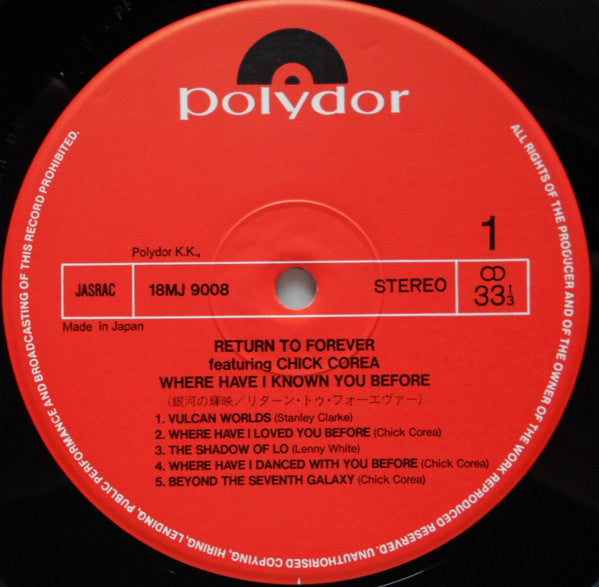 polydor
1
Polydor K.K.,
JASRAC 18MJ 9008 STEREO 33⅓
Made in Japan
RETURN TO FOREVER
featuring CHICK COREA
WHERE HAVE I KNOWN YOU BEFORE
(銀河の輝映/リターン・トゥ・フォーエヴァー)
1. VULCAN WORLDS (Stanley Clarke)
2. WHERE HAVE I LOVED YOU BEFORE (Chick Corea)
3. THE SHADOW OF LO (Lenny White)
4. WHERE HAVE I DANCED WITH YOU BEFORE (Chick Corea)
5. BEYOND THE SEVENTH GALAXY (Chick Corea)
ALL RIGHTS OF THE PRODUCER AND OF THE OWNER OF THE WORK REPRODUCED RESERVED. UNAUTHORISED COPYING, HIRING, LENDING, PUBLIC PERFORMANCE AND BROADCASTING OF THIS RECORD PROHIBITED.